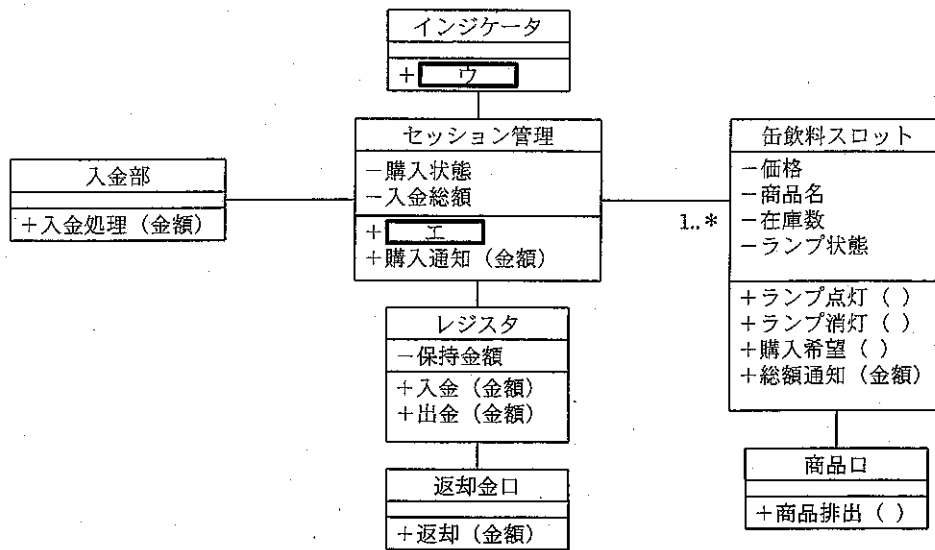 インジケータ
+ ウ
セッション管理
-購入状態
-入金総額
+ エ
+購入通知（金額）
缶飲料スロット
-価格
-商品名
-在庫数
-ランプ状態
+ランプ点灯（ ）
+ランプ消灯（ ）
+購入希望（ ）
+総額通知（金額）
入金部
+入金処理（金額）
1..*
レジスタ
-保持金額
+入金（金額）
+出金（金額）
返却金口
+返却（金額）
商品口
+商品排出（ ）